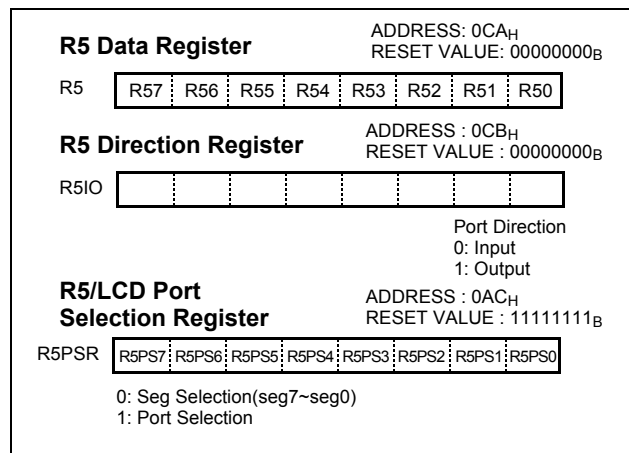 R5 Data Register
ADDRESS: 0CAH
RESET VALUE: 00000000B
R5 R57 R56 R55 R54 R53 R52 R51 R50
R5 Direction Register
ADDRESS : 0CBH
RESET VALUE : 00000000B
R5IO
Port Direction
0: Input
1: Output
R5/LCD Port
Selection Register
ADDRESS : 0ACH
RESET VALUE : 11111111B
R5PSR R5PS7 R5PS6 R5PS5 R5PS4 R5PS3 R5PS2 R5PS1 R5PS0
0: Seg Selection(seg7~seg0)
1: Port Selection